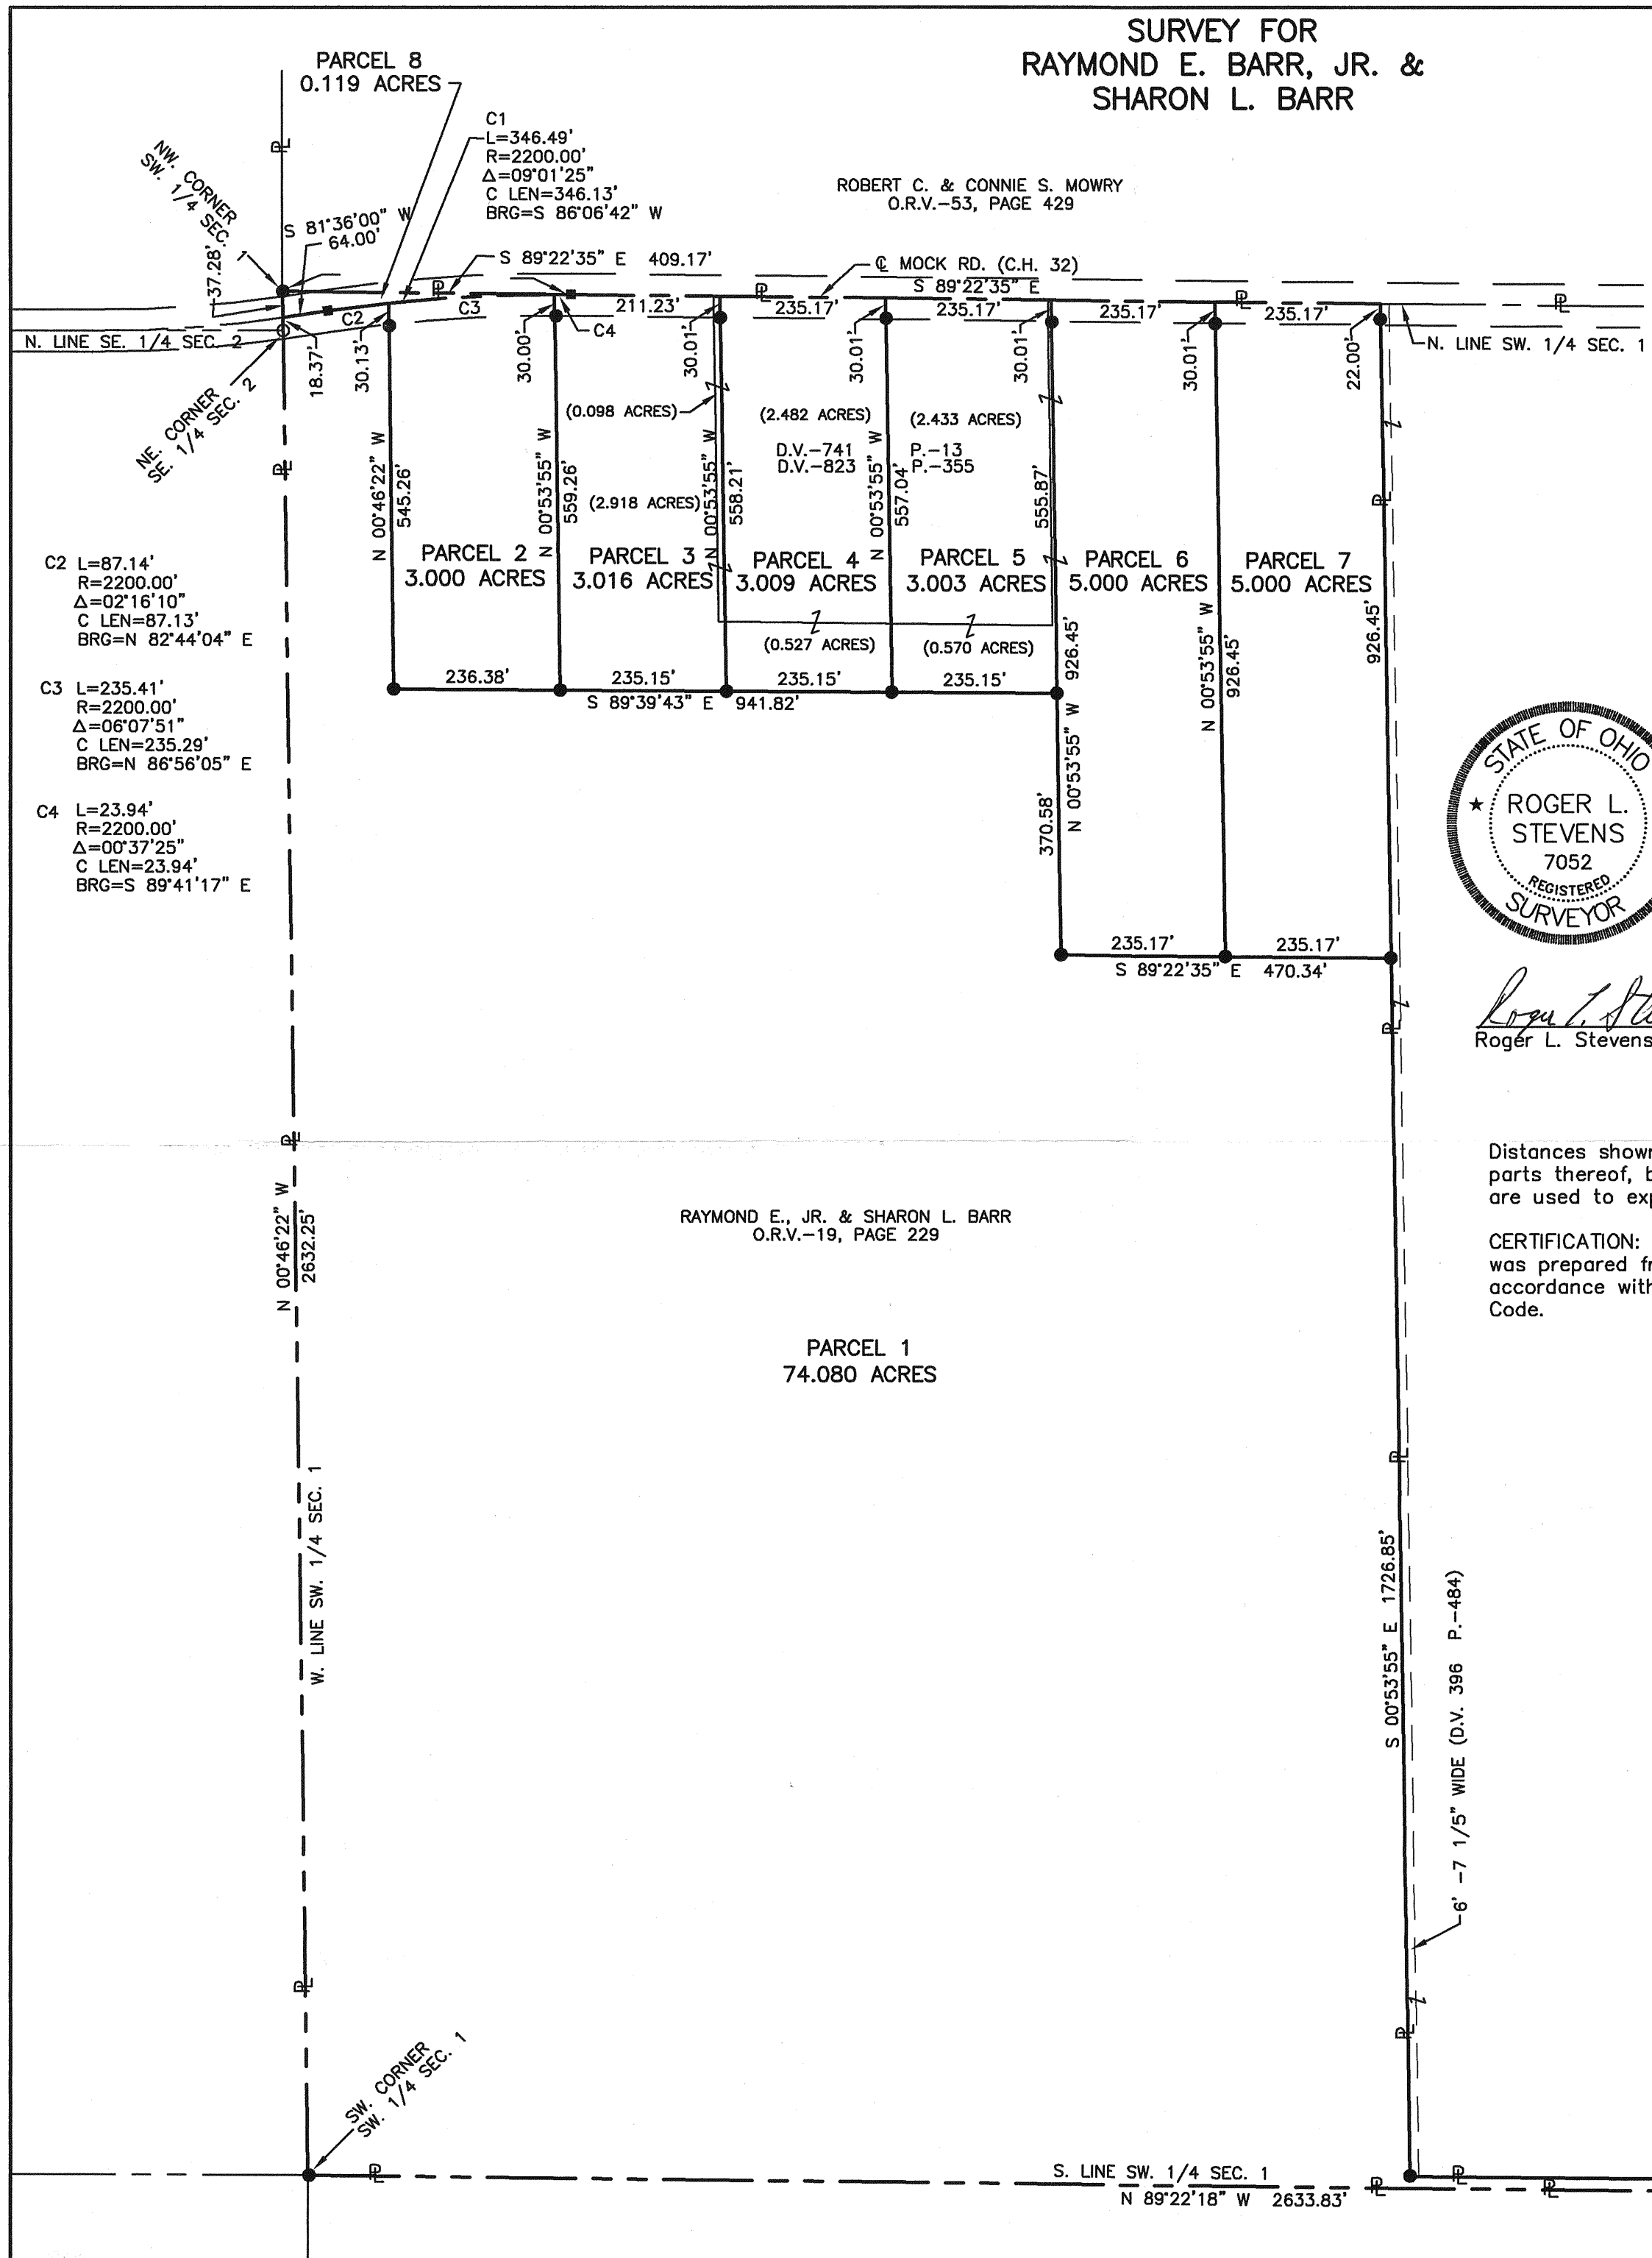 SURVEY FOR
RAYMOND E. BARR, JR. &
SHARON L. BARR
PARCEL 8
0.119 ACRES
C1
L=346.49'
R=2200.00'
Δ=09°01'25"
C LEN=346.13'
BRG=S 86°06'42" W
NW. CORNER
SW. 1/4 SEC. 1
S 81°36'00" W
64.00'
37.28'
ROBERT C. & CONNIE S. MOWRY
O.R.V.-53, PAGE 429
S 89°22'35" E 409.17'
℄ MOCK RD. (C.H. 32)
S 89°22'35" E
C2
C3
C4
211.23'
235.17'
235.17'
235.17'
235.17'
N. LINE SE. 1/4 SEC. 2
N. LINE SW. 1/4 SEC. 1
NE. CORNER
SE. 1/4 SEC. 2
18.37'
30.13'
30.00'
30.01'
30.01'
30.01'
30.01'
22.00'
(0.098 ACRES)
(2.482 ACRES)
(2.433 ACRES)
D.V.-741 P.-13
D.V.-823 P.-355
(2.918 ACRES)
N 00°46'22" W
545.26'
N 00°53'55" W
559.26'
N 00°53'55" W
558.21'
N 00°53'55" W
557.04'
555.87'
PARCEL 2
3.000 ACRES
PARCEL 3
3.016 ACRES
PARCEL 4
3.009 ACRES
PARCEL 5
3.003 ACRES
PARCEL 6
5.000 ACRES
PARCEL 7
5.000 ACRES
C2 L=87.14'
R=2200.00'
Δ=02°16'10"
C LEN=87.13'
BRG=N 82°44'04" E
C3 L=235.41'
R=2200.00'
Δ=06°07'51"
C LEN=235.29'
BRG=N 86°56'05" E
C4 L=23.94'
R=2200.00'
Δ=00°37'25"
C LEN=23.94'
BRG=S 89°41'17" E
(0.527 ACRES)
(0.570 ACRES)
236.38'
235.15'
235.15'
235.15'
S 89°39'43" E 941.82'
926.45'
N 00°53'55" W
370.58'
N 00°53'55" W
926.45'
926.45'
235.17'
235.17'
S 89°22'35" E 470.34'
STATE OF OHIO
★ ROGER L.
STEVENS
7052
REGISTERED
SURVEYOR
Roger L. Stevens
Distances shown
parts thereof, b
are used to exp
CERTIFICATION:
was prepared fr
accordance with
Code.
N 00°46'22" W
2632.25'
RAYMOND E., JR. & SHARON L. BARR
O.R.V.-19, PAGE 229
PARCEL 1
74.080 ACRES
W. LINE SW. 1/4 SEC. 1
S 00°53'55" E 1726.85'
6' -7 1/5" WIDE (D.V. 396 P.-484)
SW. CORNER
SW. 1/4 SEC. 1
S. LINE SW. 1/4 SEC. 1
N 89°22'18" W 2633.83'